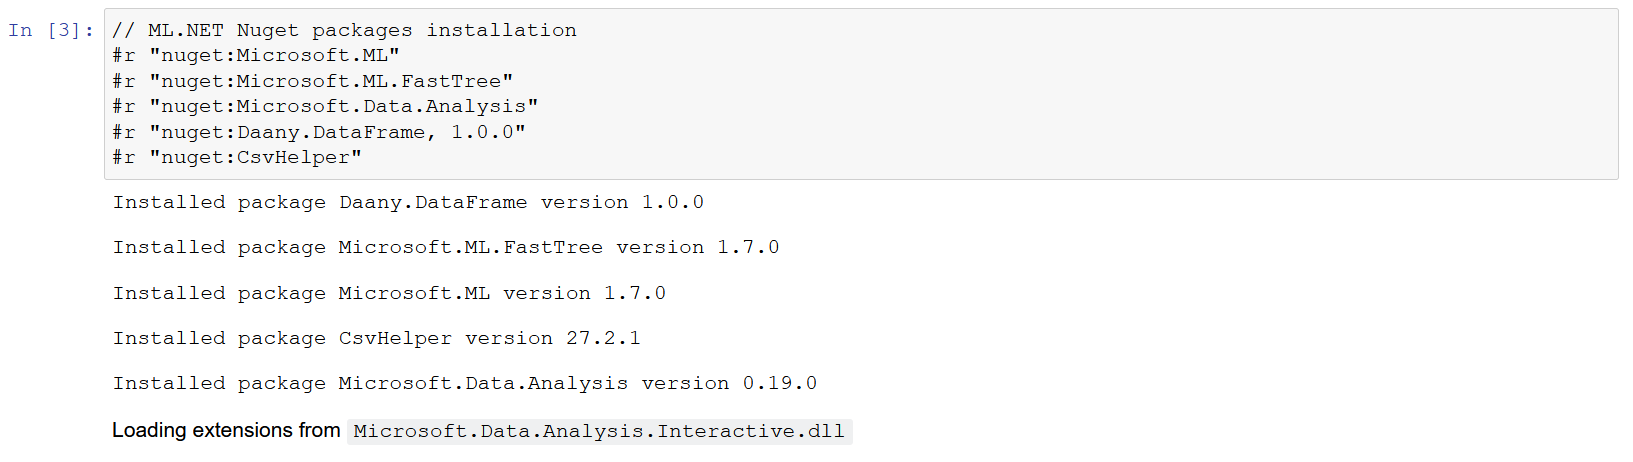 In [3]: // ML.NET Nuget packages installation
#r "nuget:Microsoft.ML"
#r "nuget:Microsoft.ML.FastTree"
#r "nuget:Microsoft.Data.Analysis"
#r "nuget:Daany.DataFrame, 1.0.0"
#r "nuget:CsvHelper"
Installed package Daany.DataFrame version 1.0.0
Installed package Microsoft.ML.FastTree version 1.7.0
Installed package Microsoft.ML version 1.7.0
Installed package CsvHelper version 27.2.1
Installed package Microsoft.Data.Analysis version 0.19.0
Loading extensions from Microsoft.Data.Analysis.Interactive.dll